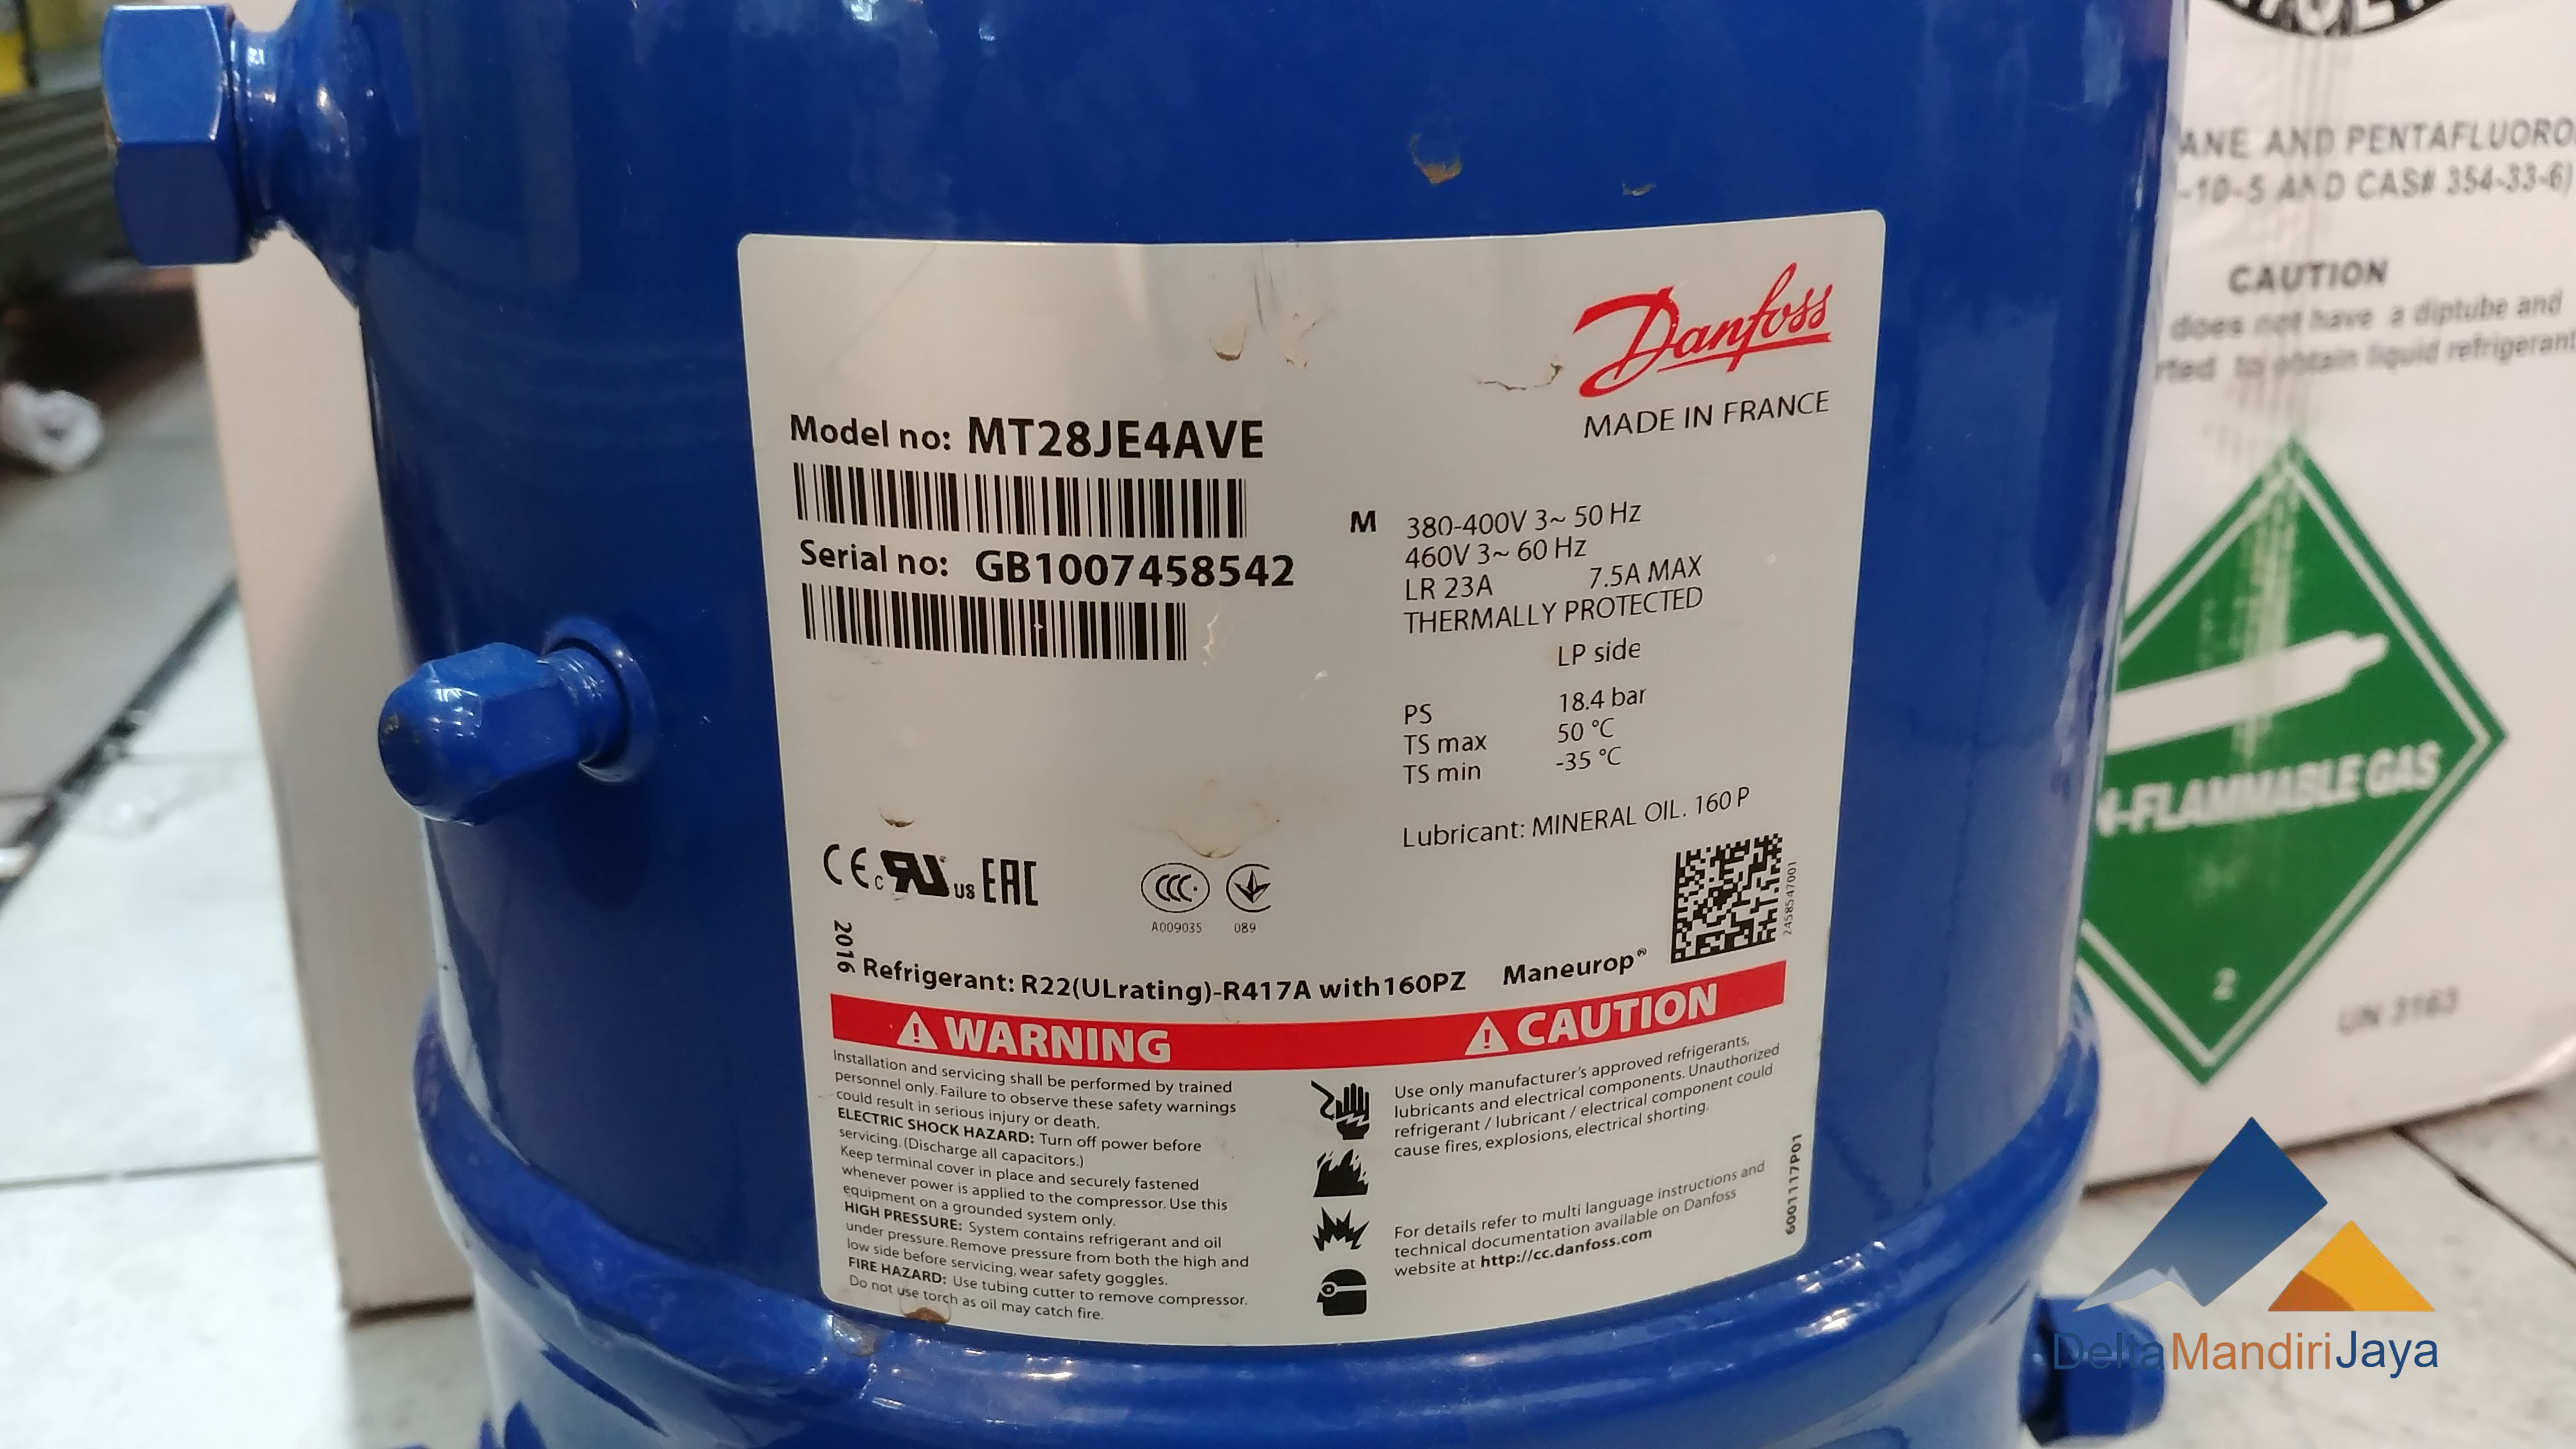 Danfoss
MADE IN FRANCE
Model no: MT28JE4AVE
Serial no: GB1007458542
M 380-400V 3~ 50 Hz
460V 3~ 60 Hz
LR 23A 7.5A MAX
THERMALLY PROTECTED
LP side
PS 18.4 bar
TS max 50 °C
TS min -35 °C
Lubricant: MINERAL OIL. 160 P
CE c RU US EAC
CCC
A009035 089
2458547001
2016
Refrigerant: R22(ULrating)-R417A with160PZ Maneurop®
WARNING
Installation and servicing shall be performed by trained
personnel only. Failure to observe these safety warnings
could result in serious injury or death.
ELECTRIC SHOCK HAZARD: Turn off power before
servicing. (Discharge all capacitors.)
Keep terminal cover in place and securely fastened
whenever power is applied to the compressor. Use this
equipment on a grounded system only.
HIGH PRESSURE: System contains refrigerant and oil
under pressure. Remove pressure from both the high and
low side before servicing, wear safety goggles.
FIRE HAZARD: Use tubing cutter to remove compressor.
Do not use torch as oil may catch fire.
CAUTION
Use only manufacturer's approved refrigerants,
lubricants and electrical components. Unauthorized
refrigerant / lubricant / electrical component could
cause fires, explosions, electrical shorting.
For details refer to multi language instructions and
technical documentation available on Danfoss
website at http://cc.danfoss.com
6001117P01
ANE AND PENTAFLUORO
-10-5 AND CAS# 354-33-6)
CAUTION
does not have a diptube and
rted to obtain liquid refrigerant
N-FLAMMABLE GAS
2
UN 3163
DeltaMandiriJaya